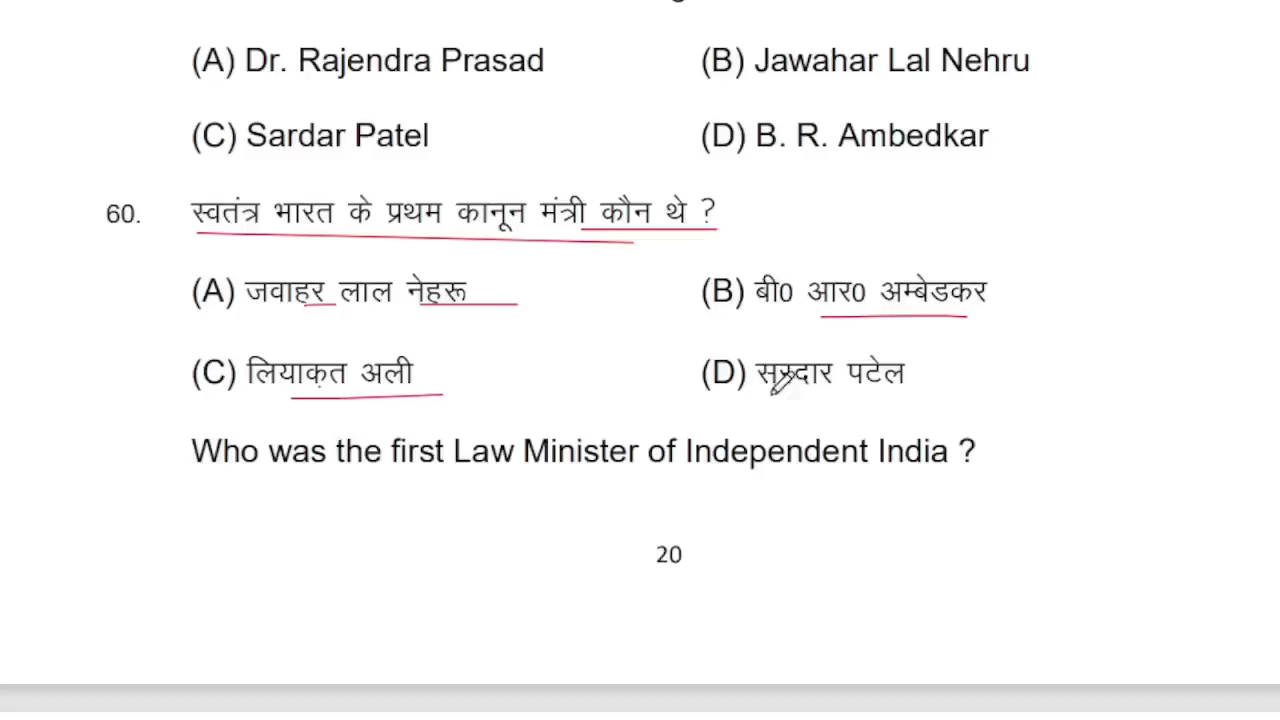 (A) Dr. Rajendra Prasad (B) Jawahar Lal Nehru
(C) Sardar Patel (D) B. R. Ambedkar
60. स्वतंत्र भारत के प्रथम कानून मंत्री कौन थे ?
(A) जवाहर लाल नेहरू (B) बी0 आर0 अम्बेडकर
(C) लियाक़त अली (D) सरदार पटेल
Who was the first Law Minister of Independent India ?
20